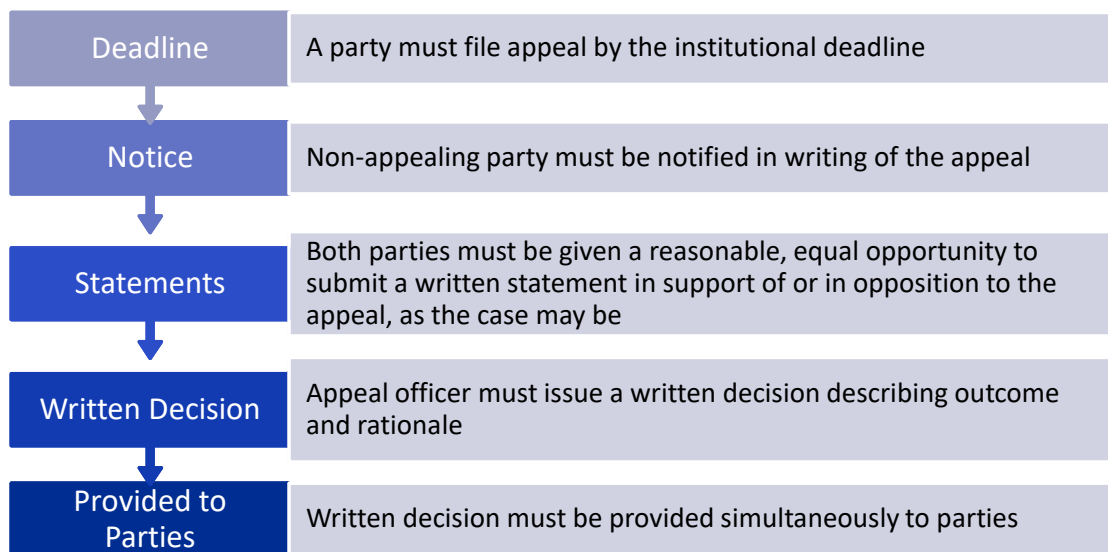 Deadline
A party must file appeal by the institutional deadline
Notice
Non-appealing party must be notified in writing of the appeal
Statements
Both parties must be given a reasonable, equal opportunity to
submit a written statement in support of or in opposition to the
appeal, as the case may be
Written Decision
Appeal officer must issue a written decision describing outcome
and rationale
Provided to
Parties
Written decision must be provided simultaneously to parties